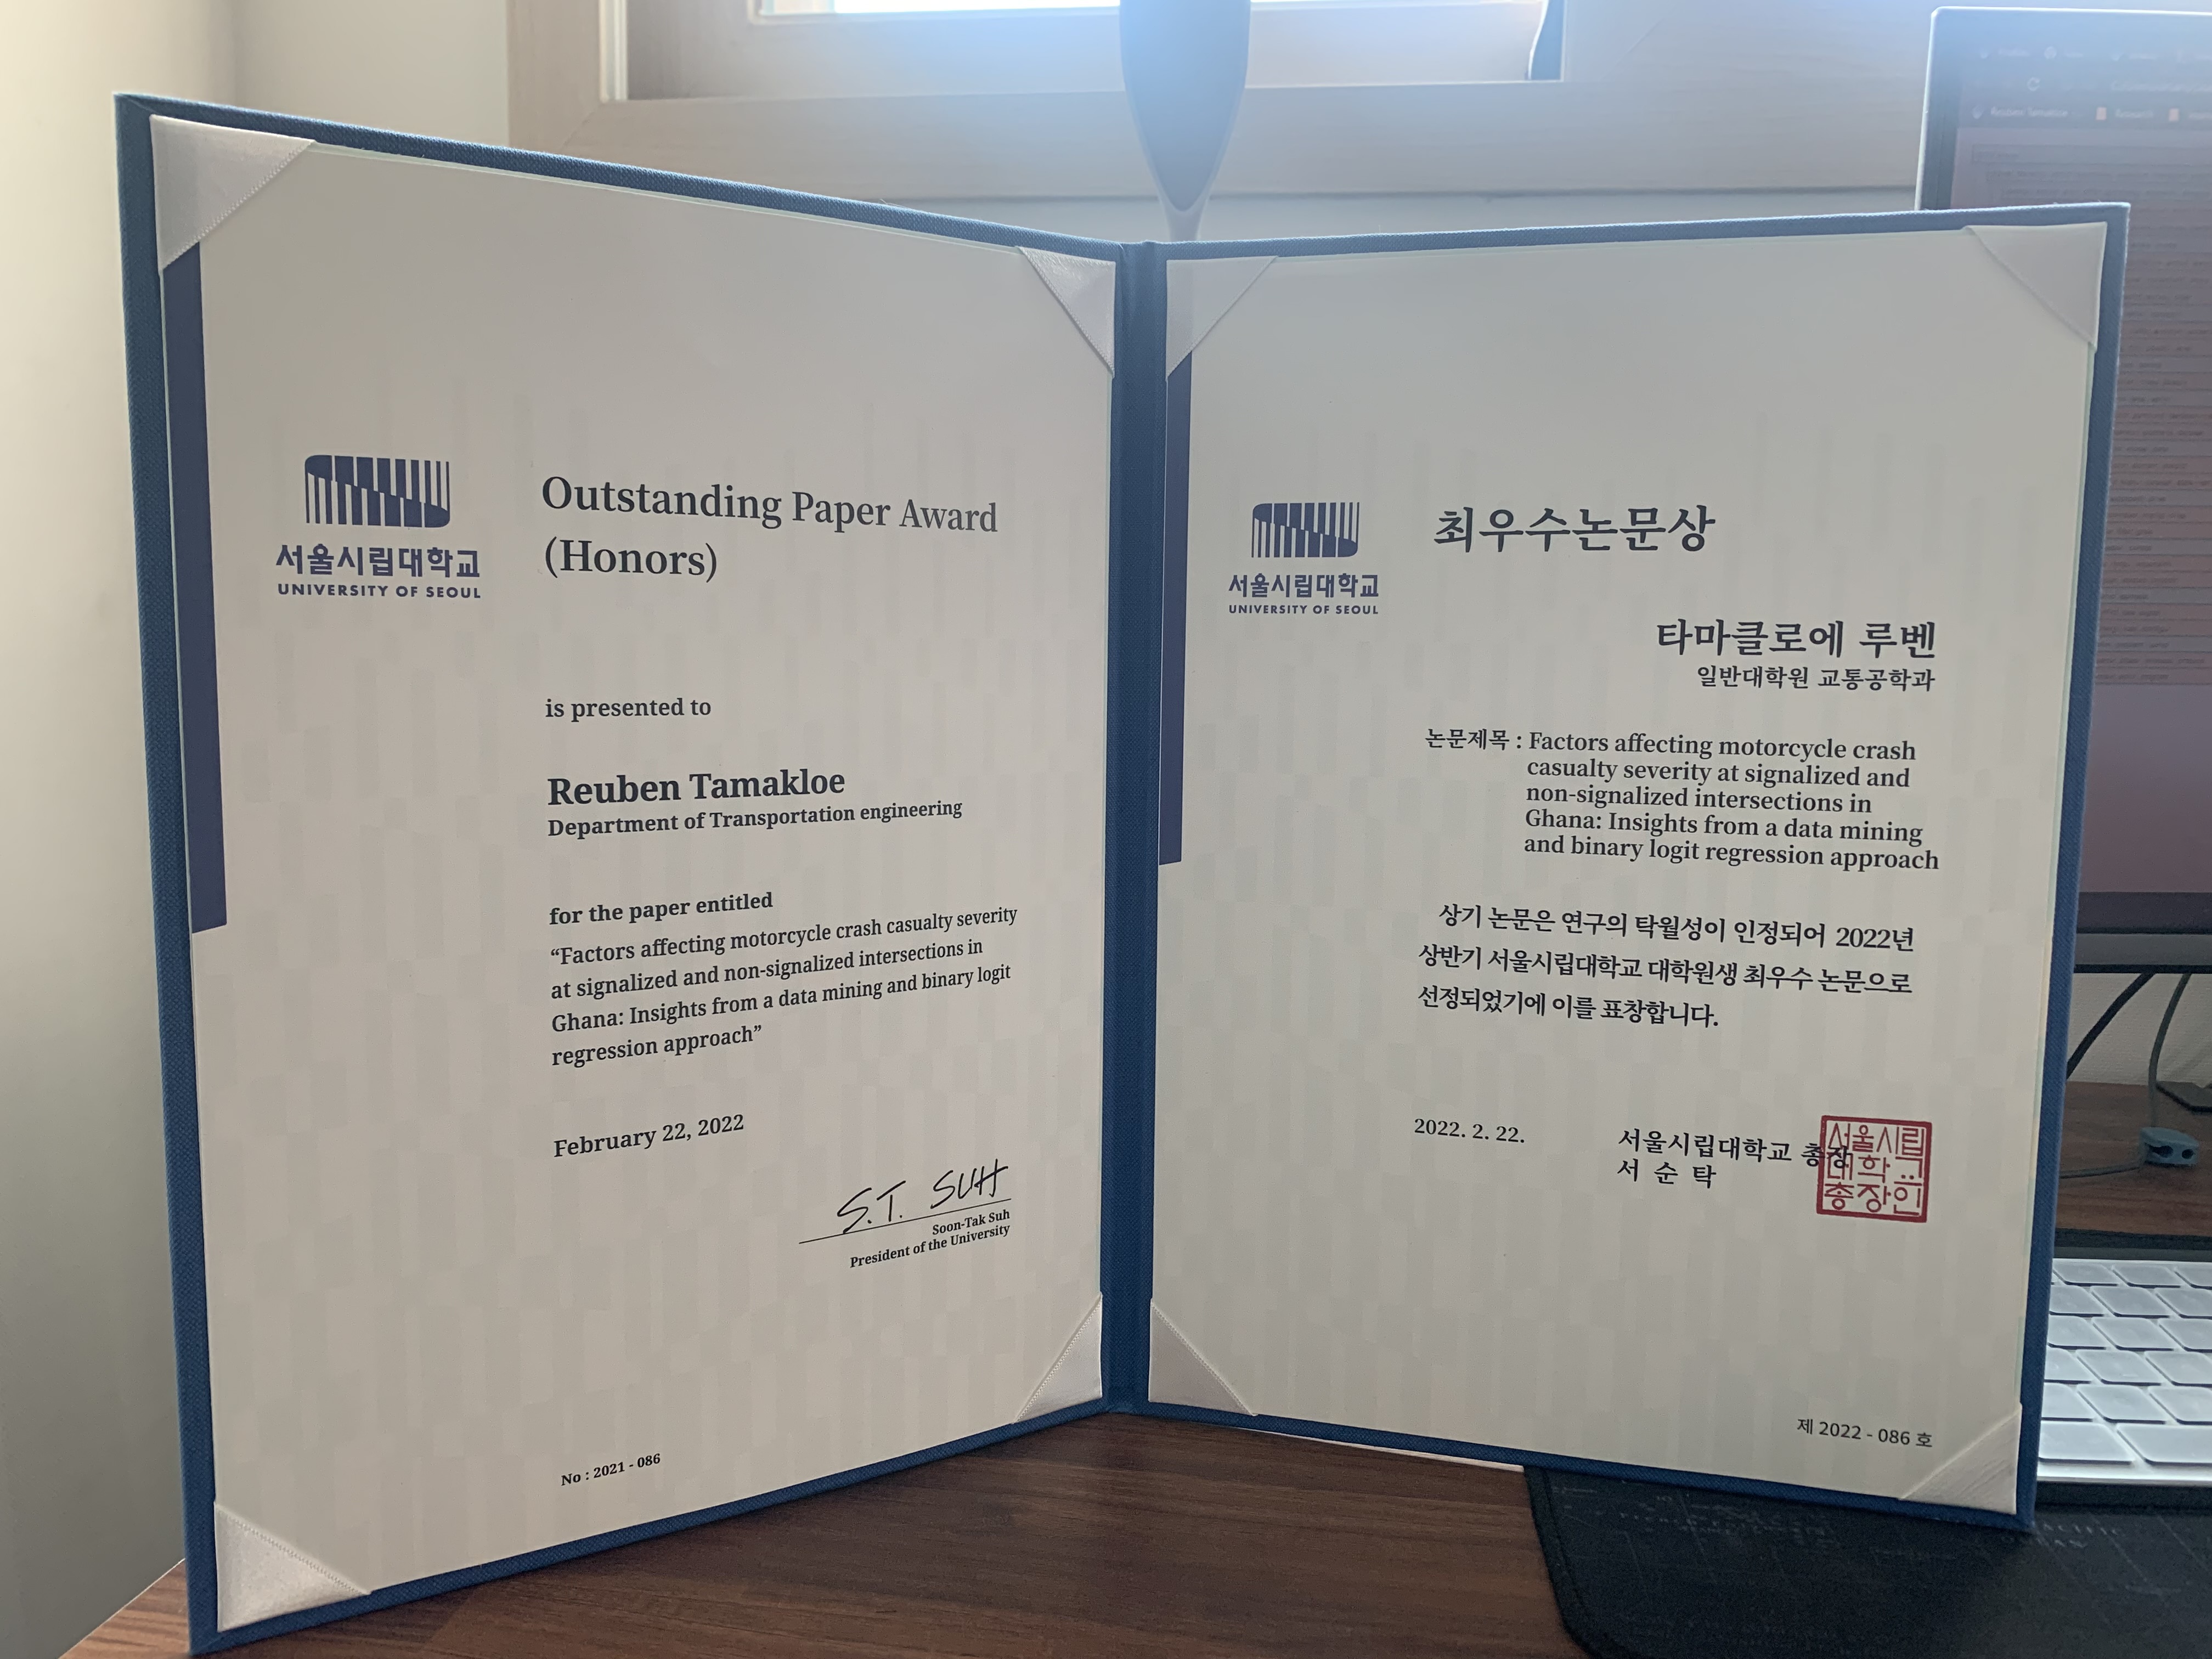 서울시립대학교
UNIVERSITY OF SEOUL
Outstanding Paper Award
(Honors)
is presented to
Reuben Tamakloe
Department of Transportation engineering
for the paper entitled
“Factors affecting motorcycle crash casualty severity
at signalized and non-signalized intersections in
Ghana: Insights from a data mining and binary logit
regression approach”
February 22, 2022
S.T. SUH
Soon-Tak Suh
President of the University
No : 2021 - 086
서울시립대학교
UNIVERSITY OF SEOUL
최우수논문상
타마클로에 루벤
일반대학원 교통공학과
논문제목 : Factors affecting motorcycle crash
casualty severity at signalized and
non-signalized intersections in
Ghana: Insights from a data mining
and binary logit regression approach
상기 논문은 연구의 탁월성이 인정되어 2022년
상반기 서울시립대학교 대학원생 최우수 논문으로
선정되었기에 이를 표창합니다.
2022. 2. 22.
서울시립대학교 총장
서 순 탁
서울시립
대학교
총장인
제 2022 - 086 호